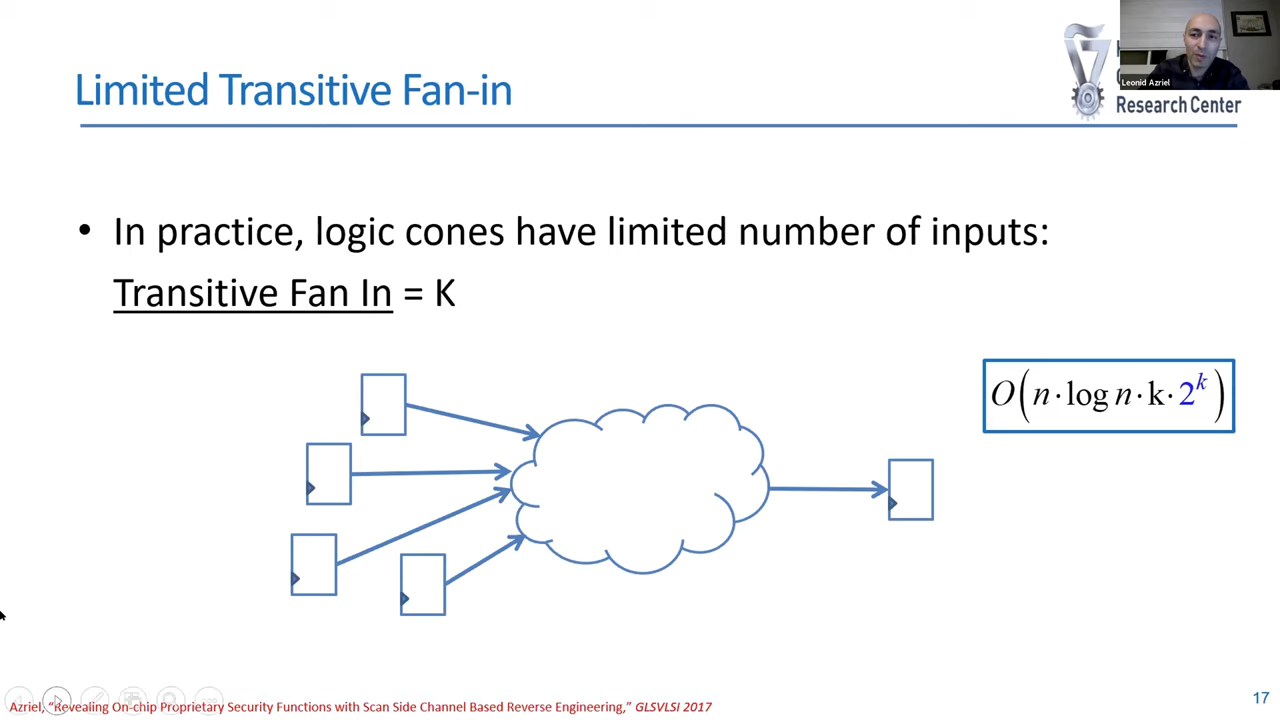 Limited Transitive Fan-in
Leonid Azriel
Research Center
• In practice, logic cones have limited number of inputs:
Transitive Fan In = K
O(n·log n·k·2^k)
Azriel, “Revealing On-chip Proprietary Security Functions with Scan Side Channel Based Reverse Engineering,” GLSVLSI 2017
17